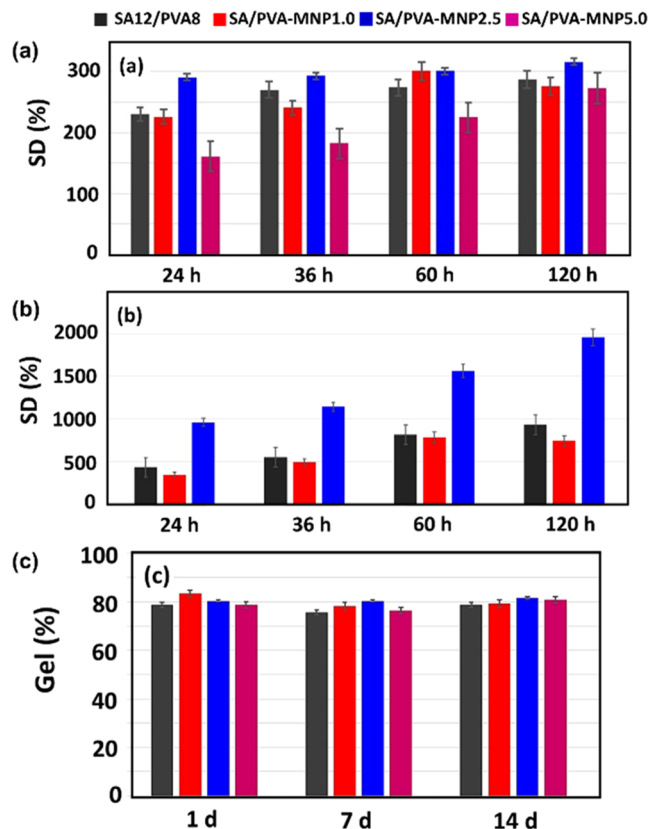 SA12/PVA8 SA/PVA-MNP1.0 SA/PVA-MNP2.5 SA/PVA-MNP5.0
(a)
(a)
SD (%)
300
200
100
0
24 h 36 h 60 h 120 h
(b)
(b)
SD (%)
2000
1500
1000
500
0
24 h 36 h 60 h 120 h
(c)
(c)
Gel (%)
100
80
60
40
20
0
1 d 7 d 14 d